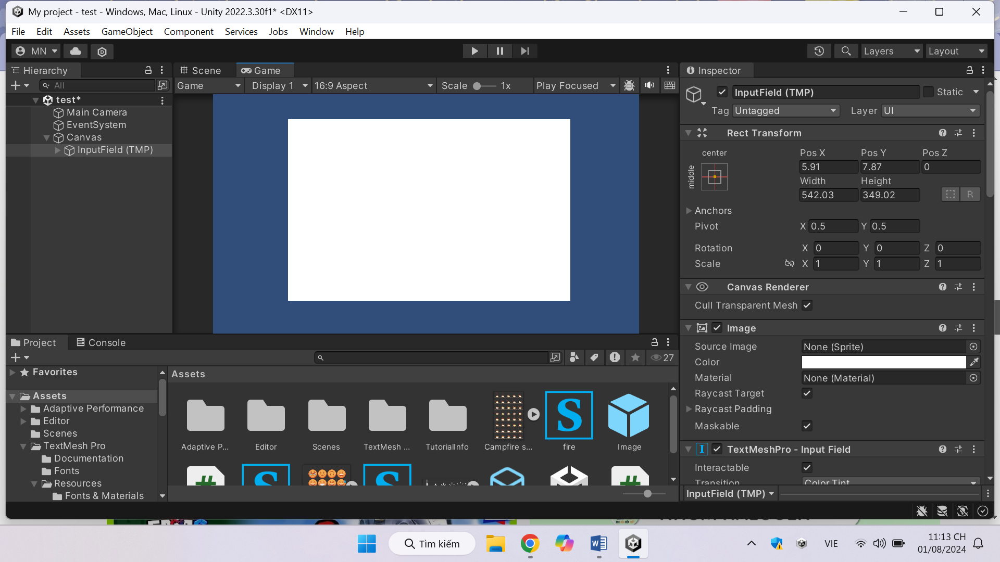 My project - test - Windows, Mac, Linux - Unity 2022.3.30f1* <DX11>
File Edit Assets GameObject Component Services Jobs Window Help
MN
Layers Layout
Hierarchy
All
test*
Main Camera
EventSystem
Canvas
InputField (TMP)
Scene Game
Game Display 1 16:9 Aspect Scale 1x Play Focused
Inspector
InputField (TMP) Static
Tag Untagged Layer UI
Rect Transform
center
middle
Pos X Pos Y Pos Z
5.91 7.87 0
Width Height
542.03 349.02 R
Anchors
Pivot X 0.5 Y 0.5
Rotation X 0 Y 0 Z 0
Scale X 1 Y 1 Z 1
Canvas Renderer
Cull Transparent Mesh
Image
Source Image None (Sprite)
Color
Material None (Material)
Raycast Target
Raycast Padding
Maskable
TextMeshPro - Input Field
Interactable
Transition Color Tint
InputField (TMP)
Project Console
27
Favorites
Assets
Adaptive Performance
Editor
Scenes
TextMesh Pro
Documentation
Fonts
Resources
Fonts & Materials
Assets
Adaptive P... Editor Scenes TextMesh ... TutorialInfo Campfire s... fire Image
Tìm kiếm
VIE
11:13 CH
01/08/2024